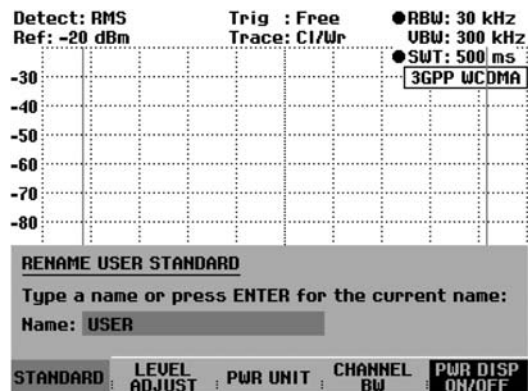 Detect: RMS Trig : Free ●RBW: 30 kHz
Ref: -20 dBm Trace: Cl/Wr VBW: 300 kHz
●SWT: 500 ms
-30 3GPP WCDMA
-40
-50
-60
-70
-80
RENAME USER STANDARD
Type a name or press ENTER for the current name:
Name: USER
STANDARD LEVEL ADJUST PWR UNIT CHANNEL BW PWR DISP ON/OFF